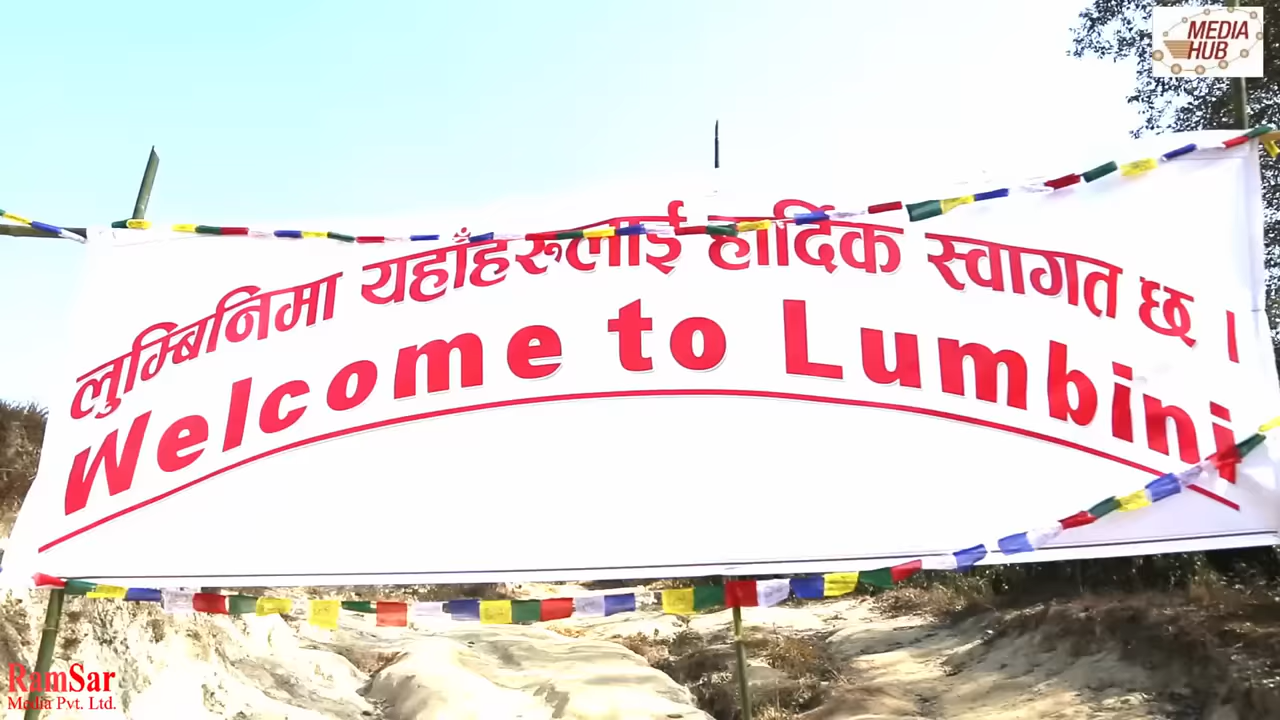 MEDIA
HUB
लुम्बिनिमा यहाँहरुलाई हार्दिक स्वागत छ ।
Welcome to Lumbini
RamSar
Media Pvt. Ltd.